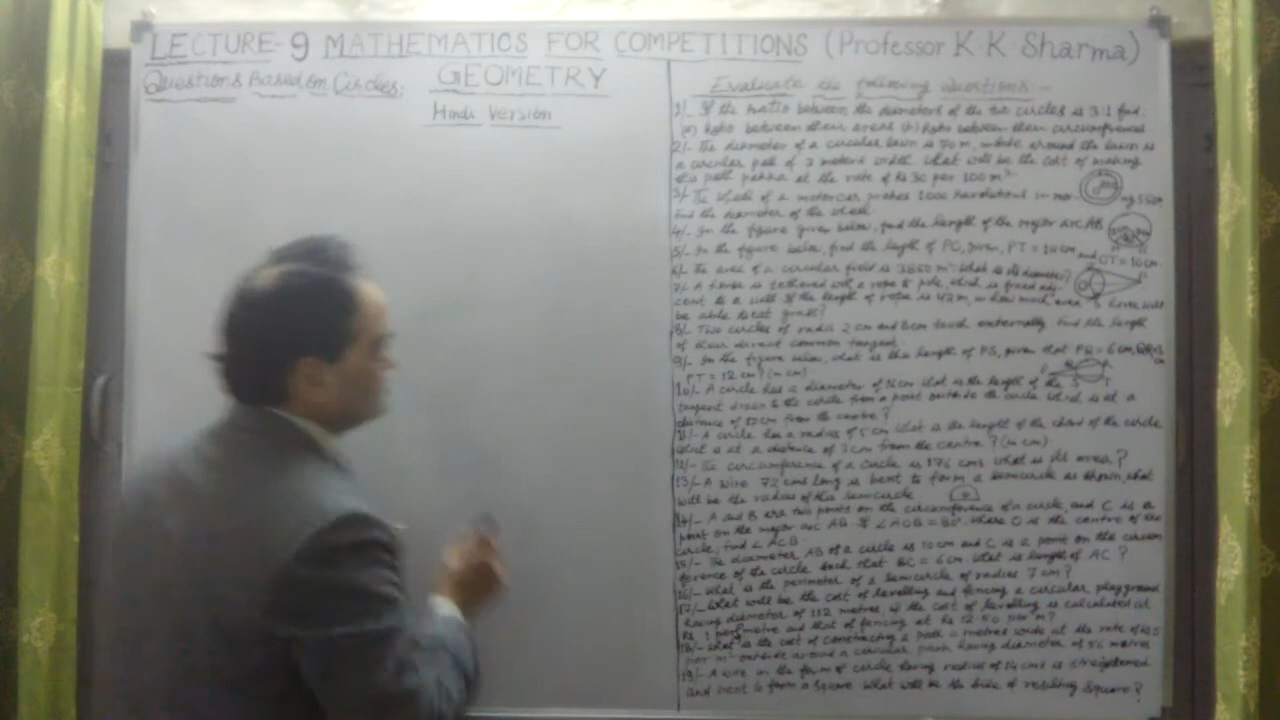 LECTURE-9 MATHEMATICS FOR COMPETITIONS (Professor K K Sharma)
Questions Based on Circles:
GEOMETRY
Hindi Version
Evaluate the following questions:-
1/- If the ratio between the diameters of the two circles is 3:1 find:
(a) Ratio between their areas (b) Ratio between their circumferences
2/- The diameter of a circular lawn is 70 m, outside around the lawn is
a circular path of 3 meters width what will be the cost of making
this path pakka at the rate of Rs 30 per 100 m²
3/- The wheel of a motorcar makes 1000 revolutions in
Find the diameter of the wheel.
4/- In the figure given below, find the length of the major arc AB
5/- In the figure below, find the length of PO, given, PT = 14 cm and OT = 10 cm
6/- The area of a circular field is 3850 m² what is its diameter?
7/- A horse is tethered with a rope to pole, which is fixed adja-
cent to a wall if the length of rope is 42 m, in how much area horse will
be able to eat grass?
8/- Two circles of radii 2 cm and 8 cm touch externally find the length
of their direct common tangent.
9/- In the figure below, what is the length of PS, given that PQ = 6 cm,
PT = 12 cm? (in cm)
10/- A circle has a diameter of 16 cm what is the length of the
tangent drawn to the circle from a point outside the circle which is at a
distance of cm from the centre?
11/- A circle has a radius of 5 cm what is the length of the chord of the circle
what is at a distance of 3 cm from the centre? (in cm)
12/- The circumference of a circle is 176 cms what is its area?
13/- A wire 72 cms long is bent to form a semicircle as shown, what
will be the radius of this semicircle
14/- A and B are two points on the circumference of a circle, and C is a
point on the major arc AB if ∠AOB = 80° where O is the centre of the
circle, find ∠ACB.
15/- The diameter AB of a circle is 10 cm and C is a point on the circum
ference of the circle such that BC = 6 cm what is length of AC?
16/- What is the perimeter of a semicircle of radius 7 cm?
17/- What will be the cost of levelling and fencing a circular playground
having diameter of 112 metres, if the cost of levelling is calculated at
Rs 1 per metre and that of fencing at Rs 12.50 per m?
18/- What is the cost of constructing a path metres wide at the rate of Rs 5
per m² outside around a circular park having diameter of 56 metres
19/- A wire in the form of circle having radius of 14 cms is straightened
and bent to form a square what will be the side of resulting square?